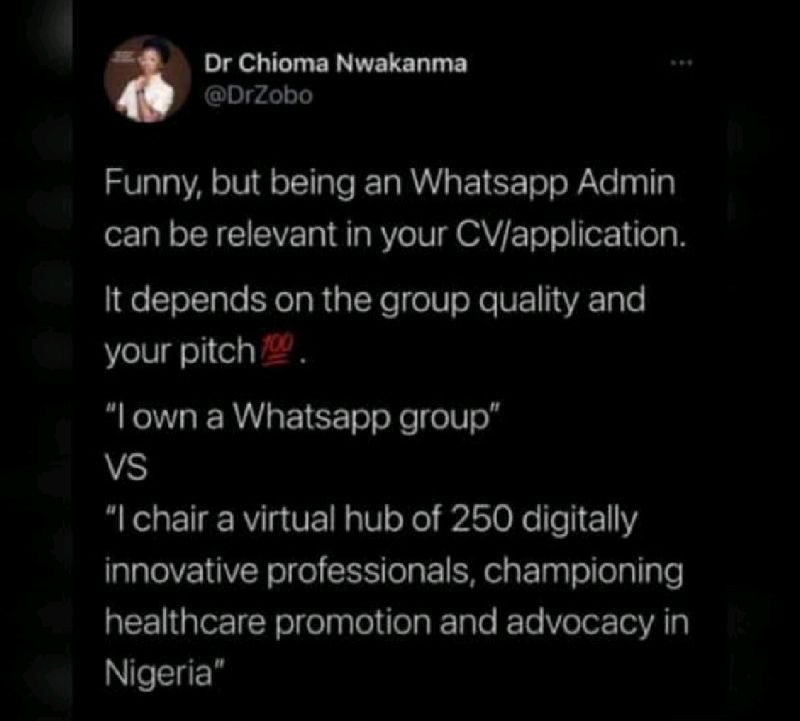 Dr Chioma Nwakanma
@DrZobo
Funny, but being an Whatsapp Admin
can be relevant in your CV/application.
It depends on the group quality and
your pitch💯.
“I own a Whatsapp group”
VS
“I chair a virtual hub of 250 digitally
innovative professionals, championing
healthcare promotion and advocacy in
Nigeria”